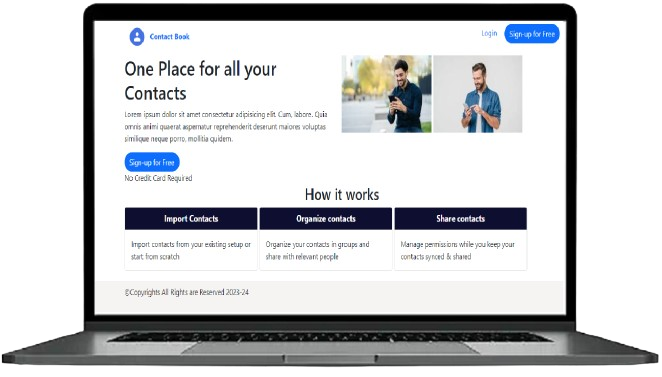 Contact Book
Login
Sign-up for Free
One Place for all your
Contacts
Lorem ipsum dolor sit amet consectetur adipisicing elit. Cum, labore. Quia
omnis animi quaerat aspernatur reprehenderit deserunt maiores voluptas
similique neque porro, mollitia quidem.
Sign-up for Free
No Credit Card Required
How it works
Import Contacts
Organize contacts
Share contacts
Import contacts from your existing setup or
start from scratch
Organize your contacts in groups and
share with relevant people
Manage permissions while you keep your
contacts synced & shared
©Copyrights All Rights are Reserved 2023-24